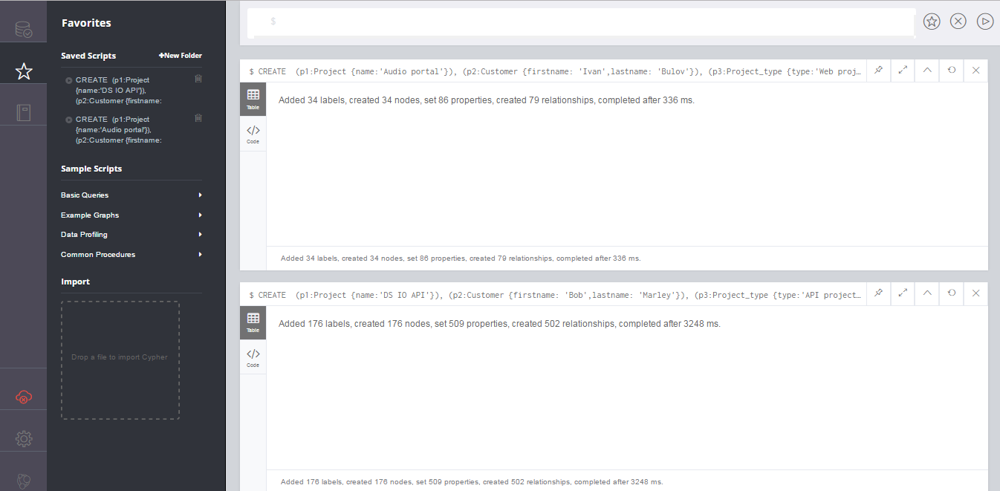 Favorites
Saved Scripts
+New Folder
CREATE (p1:Project
{name:'DS IO API'}),
(p2:Customer {firstname:
CREATE (p1:Project
{name:'Audio portal'}),
(p2:Customer {firstname:
Sample Scripts
Basic Queries
Example Graphs
Data Profiling
Common Procedures
Import
Drop a file to import Cypher
$
$ CREATE (p1:Project {name:'Audio portal'}), (p2:Customer {firstname: 'Ivan',lastname: 'Bulov'}), (p3:Project_type {type:'Web proj…
Table
Code
Added 34 labels, created 34 nodes, set 86 properties, created 79 relationships, completed after 336 ms.
Added 34 labels, created 34 nodes, set 86 properties, created 79 relationships, completed after 336 ms.
$ CREATE (p1:Project {name:'DS IO API'}), (p2:Customer {firstname: 'Bob',lastname: 'Marley'}), (p3:Project_type {type:'API project…
Table
Code
Added 176 labels, created 176 nodes, set 509 properties, created 502 relationships, completed after 3248 ms.
Added 176 labels, created 176 nodes, set 509 properties, created 502 relationships, completed after 3248 ms.